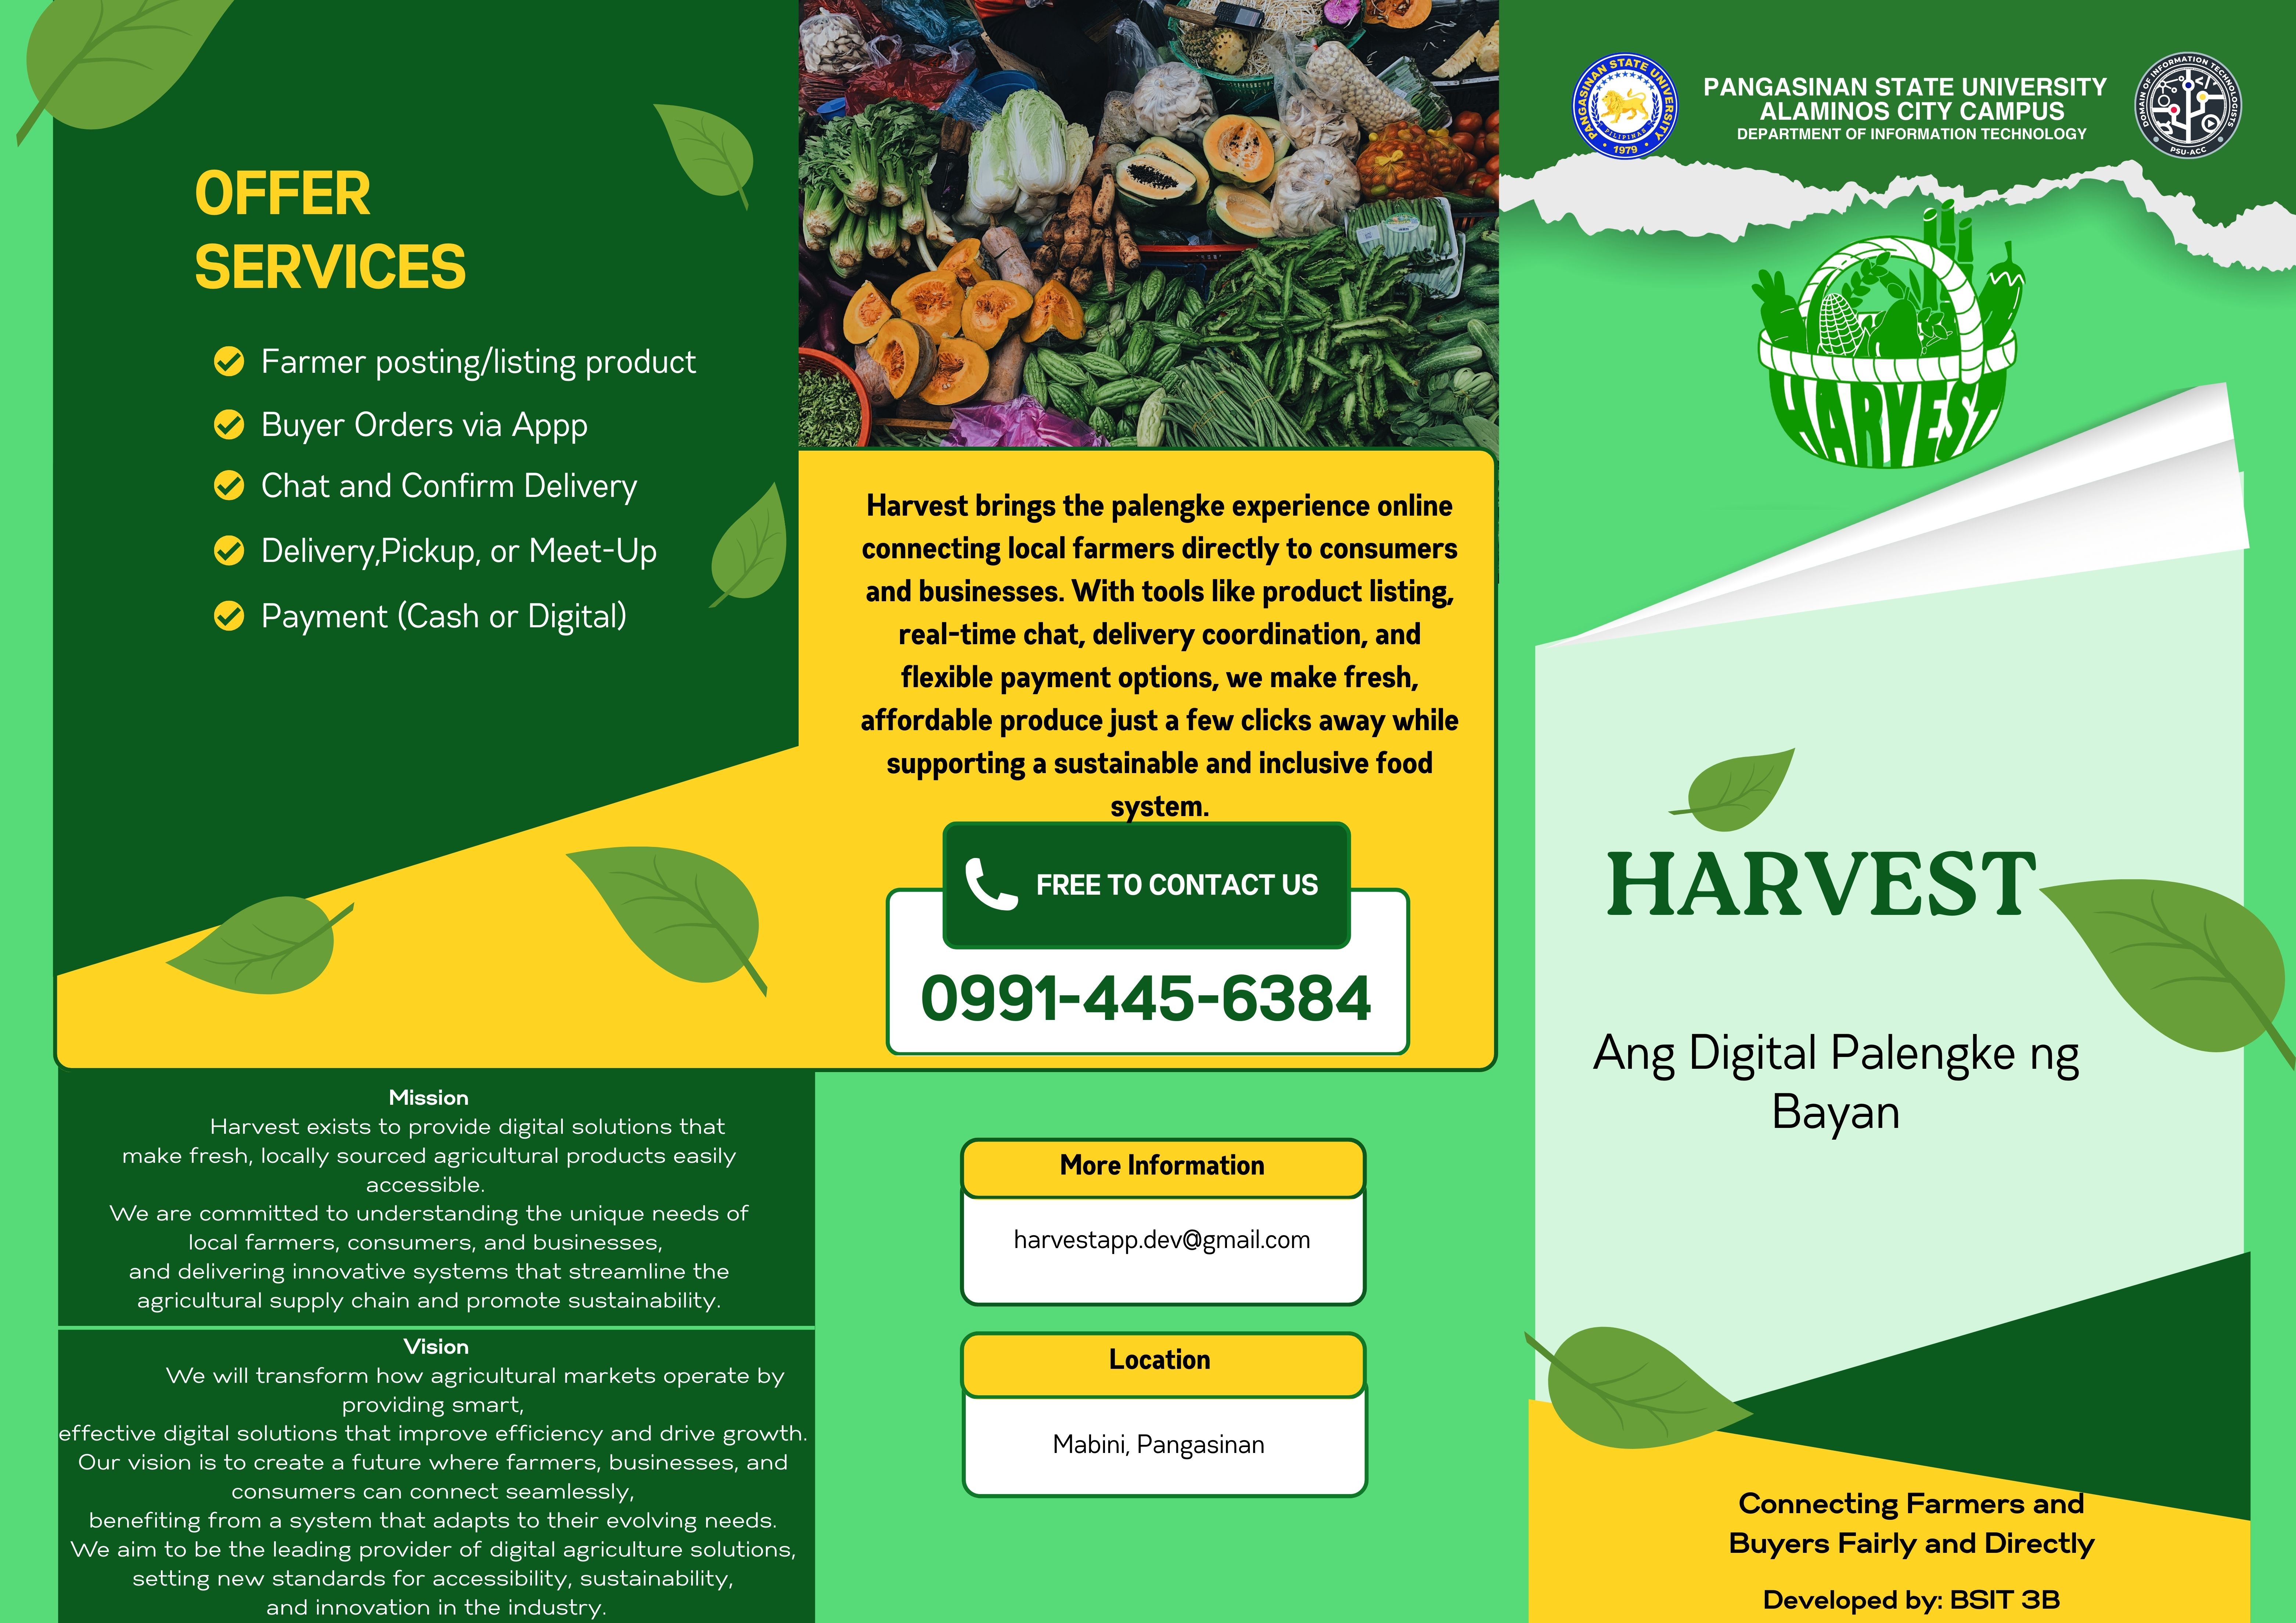 OFFER
SERVICES
Farmer posting/listing product
Buyer Orders via Appp
Chat and Confirm Delivery
Delivery,Pickup, or Meet-Up
Payment (Cash or Digital)
Mission
Harvest exists to provide digital solutions that
make fresh, locally sourced agricultural products easily
accessible.
We are committed to understanding the unique needs of
local farmers, consumers, and businesses,
and delivering innovative systems that streamline the
agricultural supply chain and promote sustainability.
Vision
We will transform how agricultural markets operate by
providing smart,
effective digital solutions that improve efficiency and drive growth.
Our vision is to create a future where farmers, businesses, and
consumers can connect seamlessly,
benefiting from a system that adapts to their evolving needs.
We aim to be the leading provider of digital agriculture solutions,
setting new standards for accessibility, sustainability,
and innovation in the industry.
Harvest brings the palengke experience online
connecting local farmers directly to consumers
and businesses. With tools like product listing,
real-time chat, delivery coordination, and
flexible payment options, we make fresh,
affordable produce just a few clicks away while
supporting a sustainable and inclusive food
system.
FREE TO CONTACT US
0991-445-6384
More Information
harvestapp.dev@gmail.com
Location
Mabini, Pangasinan
PANGASINAN STATE UNIVERSITY
PILIPINAS
1979
PANGASINAN STATE UNIVERSITY
ALAMINOS CITY CAMPUS
DEPARTMENT OF INFORMATION TECHNOLOGY
DOMAIN OF INFORMATION TECHNOLOGISTS
PSU-ACC
HARVEST
HARVEST
Ang Digital Palengke ng
Bayan
Connecting Farmers and
Buyers Fairly and Directly
Developed by: BSIT 3B